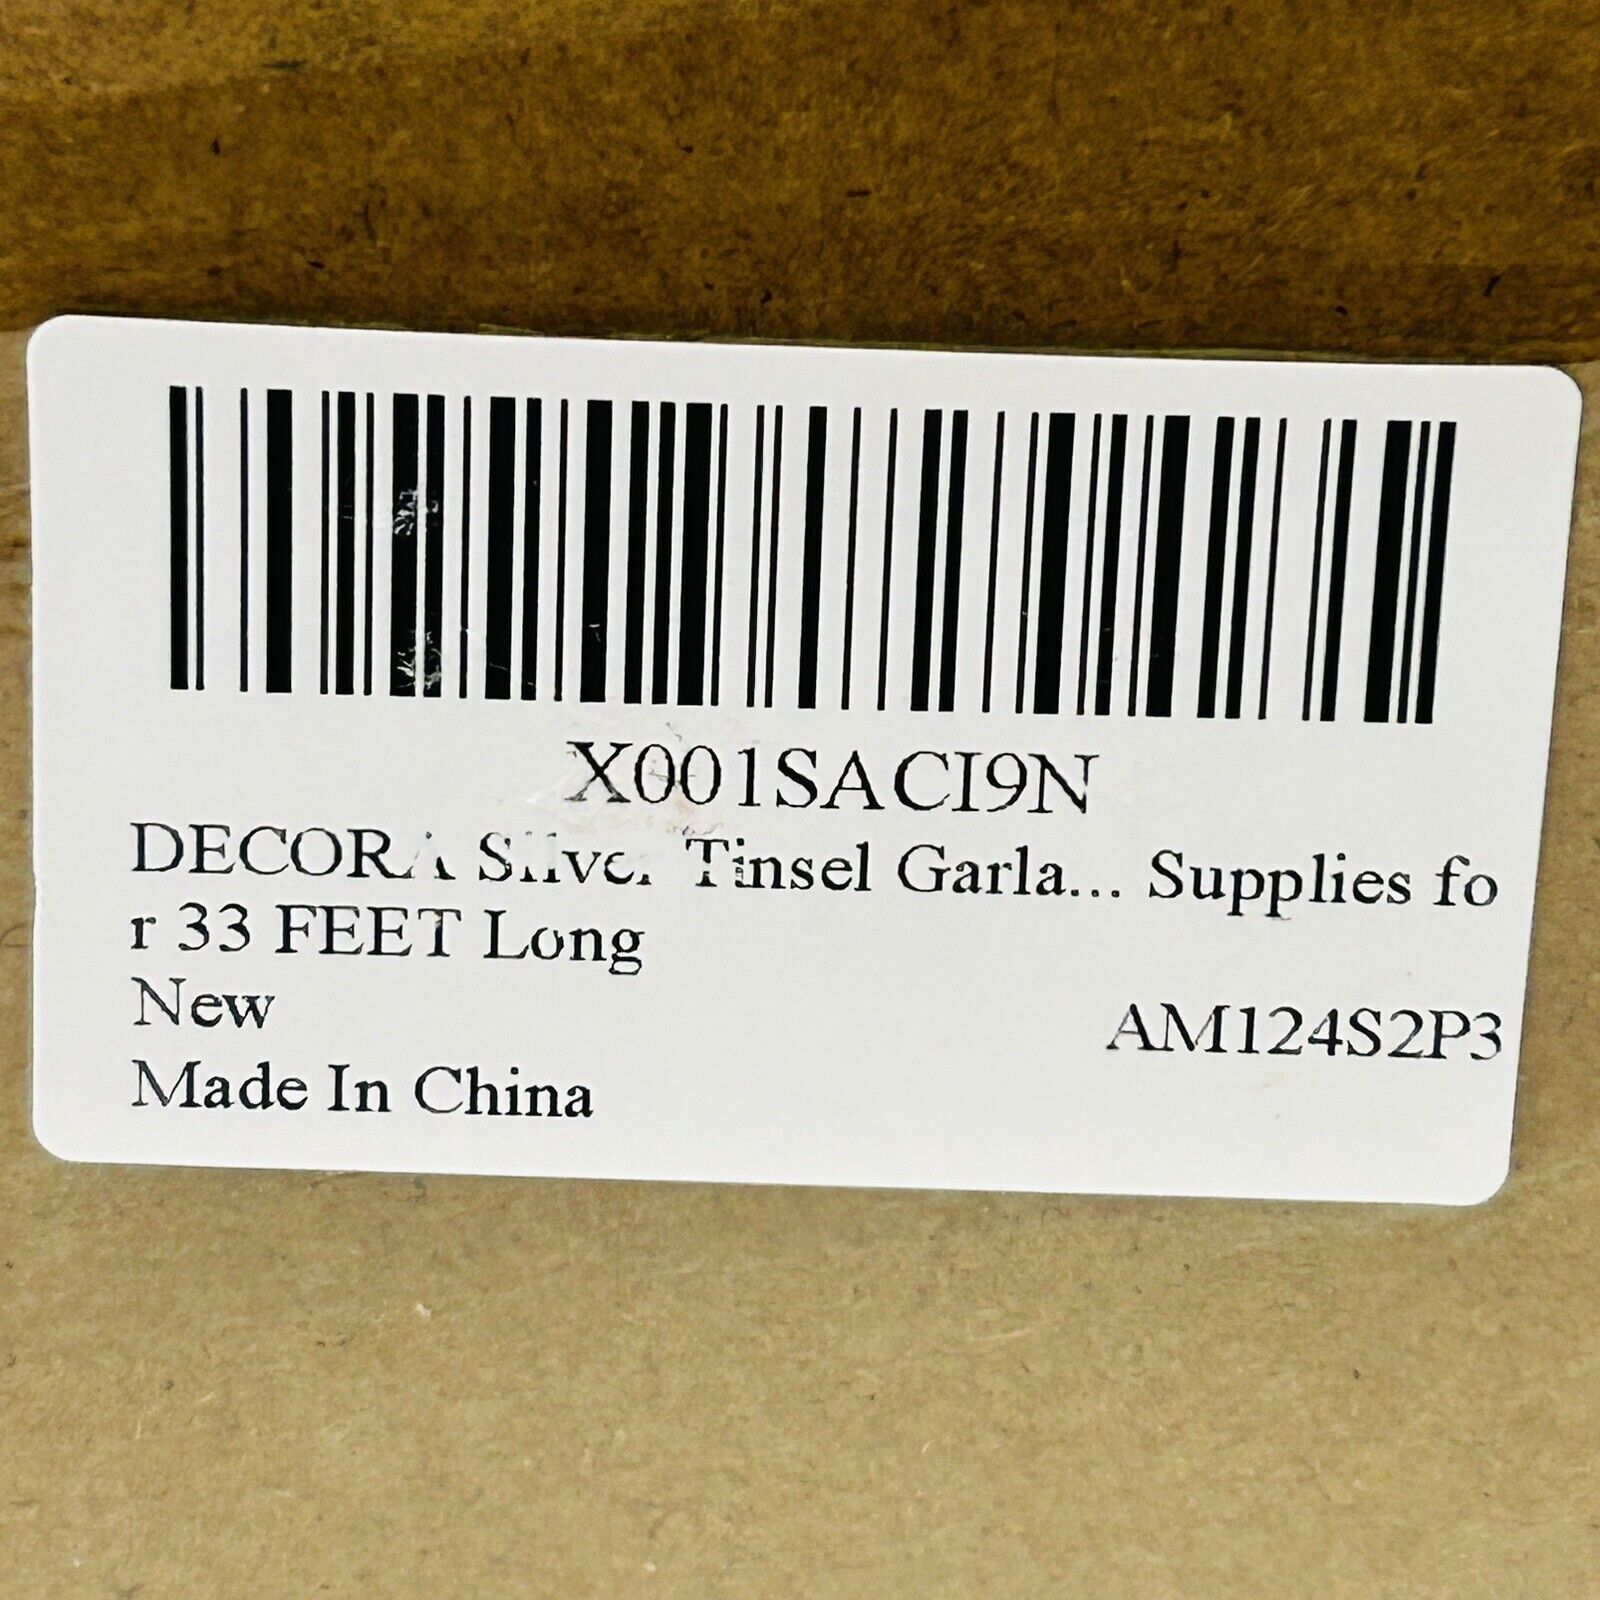 X001SACI9N
DECORA Silver Tinsel Garla... Supplies fo
r 33 FEET Long
New
AM124S2P3
Made In China